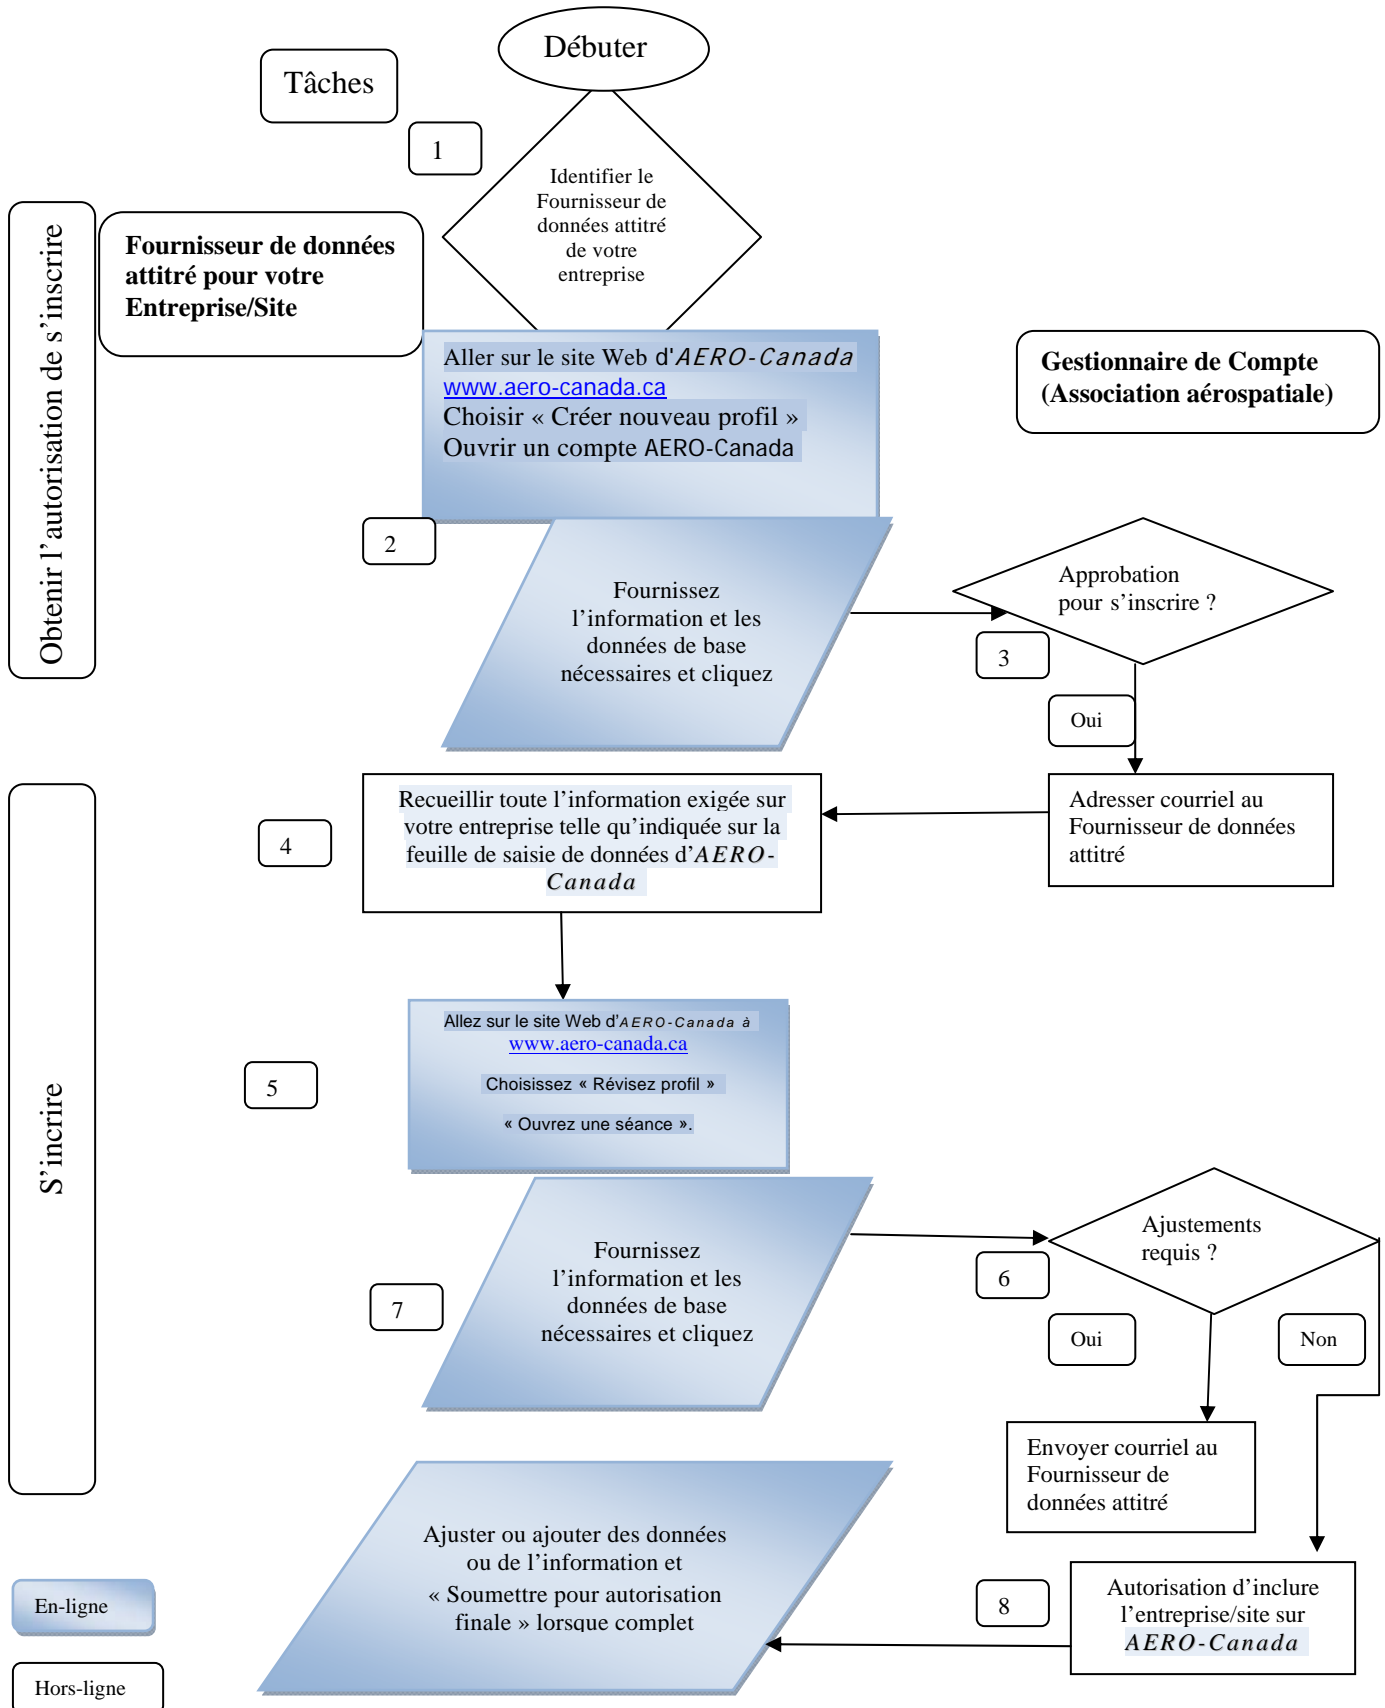 Débuter
Tâches
1
Identifier le
Fournisseur de
données attitré
de votre
entreprise
Obtenir l’autorisation de s’inscrire
Fournisseur de données
attitré pour votre
Entreprise/Site
Aller sur le site Web d'AERO-Canada
www.aero-canada.ca
Choisir « Créer nouveau profil »
Ouvrir un compte AERO-Canada
Gestionnaire de Compte
(Association aérospatiale)
2
Fournissez
l’information et les
données de base
nécessaires et cliquez
Approbation
pour s’inscrire ?
3
Oui
S’incrire
4
Recueillir toute l’information exigée sur
votre entreprise telle qu’indiquée sur la
feuille de saisie de données d’AERO-
Canada
Adresser courriel au
Fournisseur de données
attitré
5
Allez sur le site Web d’AERO-Canada à
www.aero-canada.ca
Choisissez « Révisez profil »
« Ouvrez une séance ».
7
Fournissez
l’information et les
données de base
nécessaires et cliquez
Ajustements
requis ?
6
Oui
Non
Envoyer courriel au
Fournisseur de
données attitré
Ajuster ou ajouter des données
ou de l’information et
« Soumettre pour autorisation
finale » lorsque complet
8
Autorisation d’inclure
l’entreprise/site sur
AERO-Canada
En-ligne
Hors-ligne